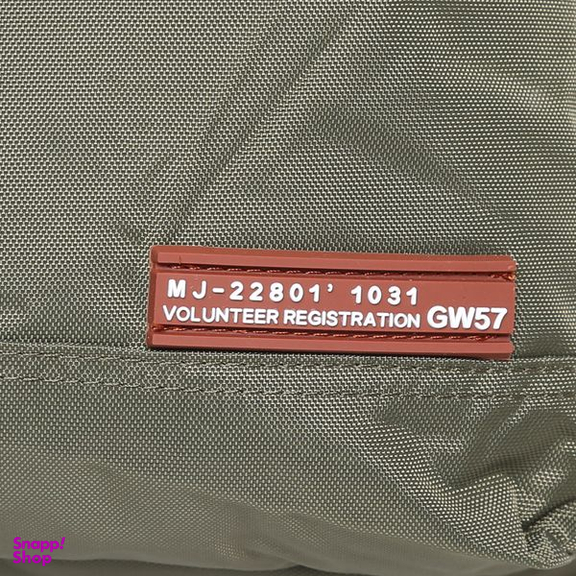 MJ-22801' 1031
VOLUNTEER REGISTRATION GW57
Snapp!
Shop